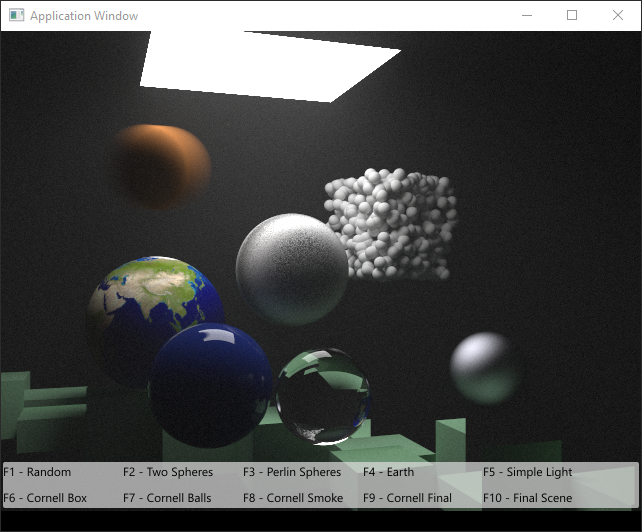 Application Window
F1 - Random F2 - Two Spheres F3 - Perlin Spheres F4 - Earth F5 - Simple Light
F6 - Cornell Box F7 - Cornell Balls F8 - Cornell Smoke F9 - Cornell Final F10 - Final Scene